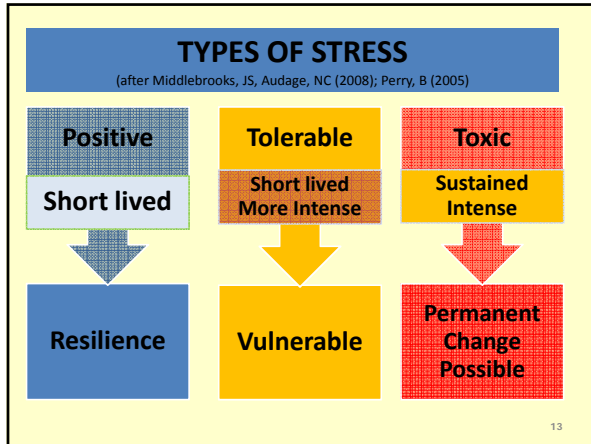 TYPES OF STRESS
(after Middlebrooks, JS, Audage, NC (2008); Perry, B (2005)
Positive
Short lived
Resilience
Tolerable
Short lived
More Intense
Vulnerable
Toxic
Sustained
Intense
Permanent
Change
Possible
13